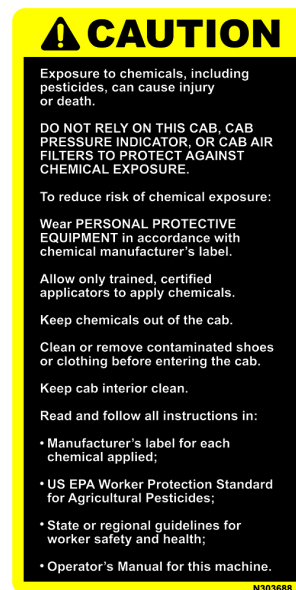 CAUTION
Exposure to chemicals, including
pesticides, can cause injury
or death.
DO NOT RELY ON THIS CAB, CAB
PRESSURE INDICATOR, OR CAB AIR
FILTERS TO PROTECT AGAINST
CHEMICAL EXPOSURE.
To reduce risk of chemical exposure:
Wear PERSONAL PROTECTIVE
EQUIPMENT in accordance with
chemical manufacturer's label.
Allow only trained, certified
applicators to apply chemicals.
Keep chemicals out of the cab.
Clean or remove contaminated shoes
or clothing before entering the cab.
Keep cab interior clean.
Read and follow all instructions in:
• Manufacturer's label for each
chemical applied;
• US EPA Worker Protection Standard
for Agricultural Pesticides;
• State or regional guidelines for
worker safety and health;
• Operator's Manual for this machine.
N303688